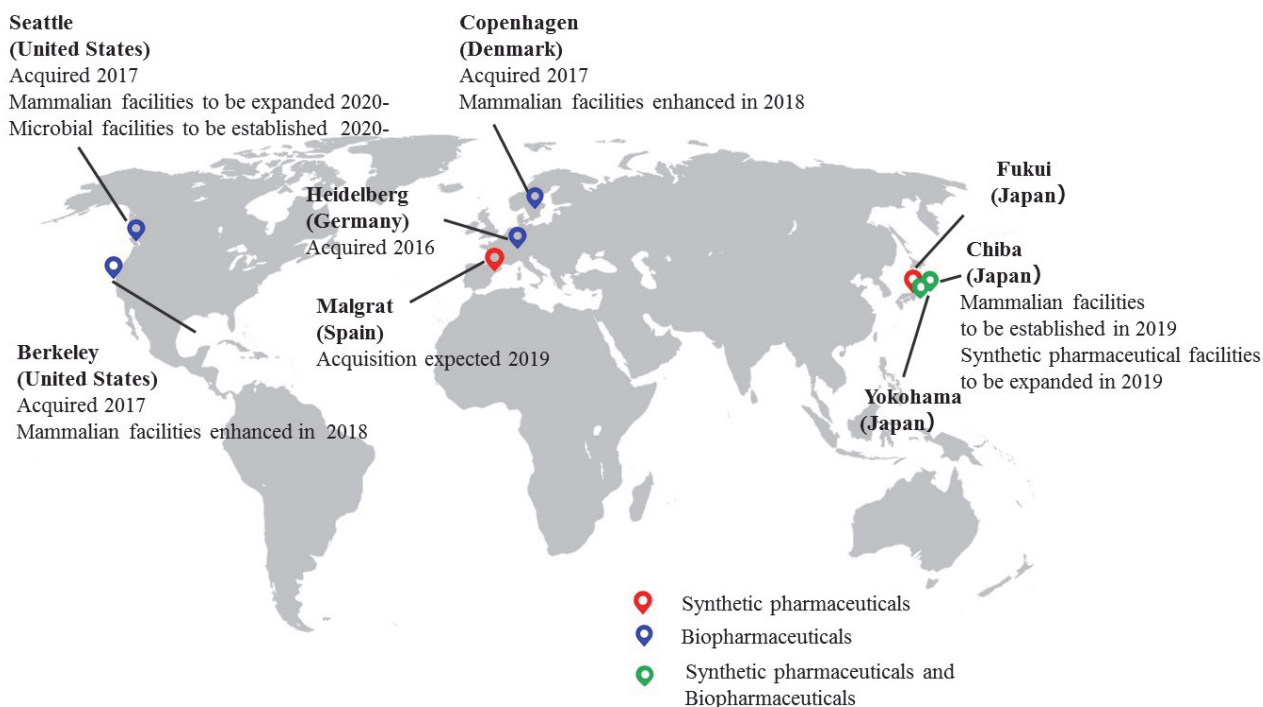 Seattle
(United States)
Acquired 2017
Mammalian facilities to be expanded 2020-
Microbial facilities to be established 2020-
Copenhagen
(Denmark)
Acquired 2017
Mammalian facilities enhanced in 2018
Heidelberg
(Germany)
Acquired 2016
Malgrat
(Spain)
Acquisition expected 2019
Berkeley
(United States)
Acquired 2017
Mammalian facilities enhanced in 2018
Fukui
(Japan）
Chiba
(Japan）
Mammalian facilities
to be established in 2019
Synthetic pharmaceutical facilities
to be expanded in 2019
Yokohama
(Japan）
Synthetic pharmaceuticals
Biopharmaceuticals
Synthetic pharmaceuticals and
Biopharmaceuticals